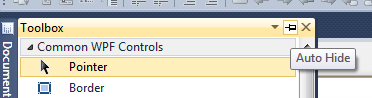 Toolbox
Common WPF Controls
Auto Hide
Pointer
Border
Document